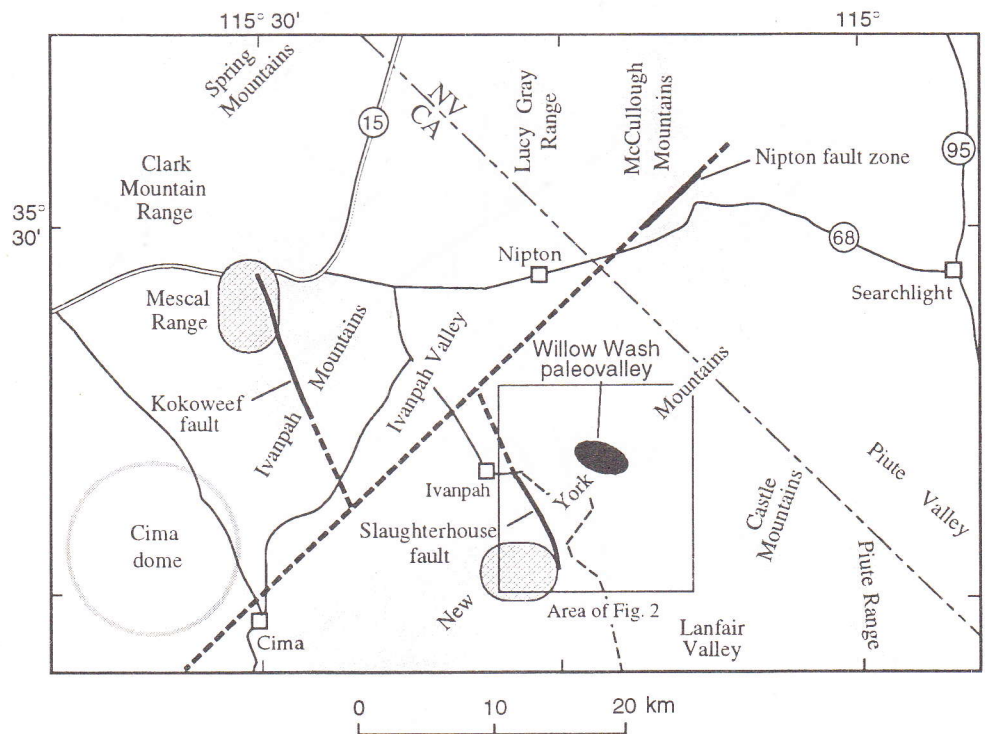 115° 30'
115°
Spring
Mountains
NV
CA
15
Lucy Gray
Range
McCullough
Mountains
Nipton fault zone
95
Clark
Mountain
Range
35°
30'
68
Nipton
Searchlight
Mescal
Range
Ivanpah Mountains
Ivanpah Valley
Willow Wash
paleovalley
Kokoweef
fault
New York Mountains
Ivanpah
Slaughterhouse
fault
Castle
Mountains
Piute Valley
Piute Range
Cima
dome
Area of Fig. 2
Lanfair
Valley
Cima
0 10 20 km